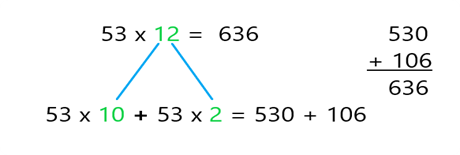 53 x 12 = 636
53 x 10 + 53 x 2 = 530 + 106
530
+ 106
636